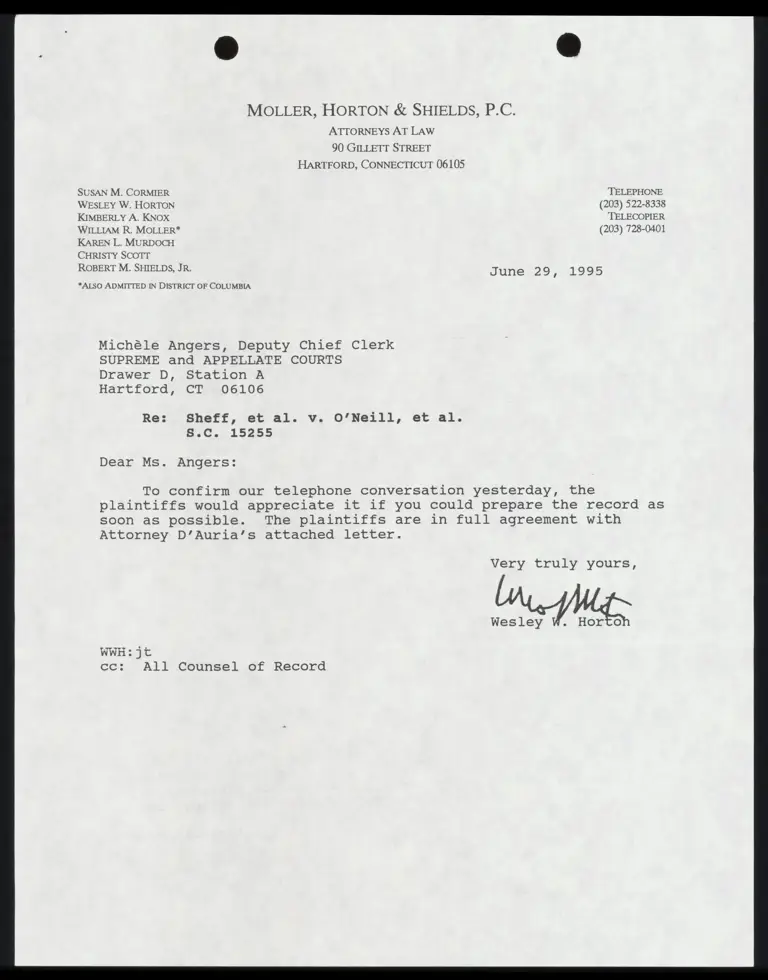 MOLLER, HORTON & SHIELDS, P.C.
ATTORNEYS AT LAW
90 GILLETT STREET
HARTFORD, CONNECTICUT 06105
SUSAN M. CORMIER
WESLEY W. HORTON
KIMBERLY A. KNOX
WILLIAM R. MOLLER*
KAREN L. MURDOCH
CHRISTY SCOTT
ROBERT M. SHIELDS, JR.
*ALSO ADMITTED IN DISTRICT OF COLUMBIA
TELEPHONE
(203) 522-8338
TELECOPIER
(203) 728-0401
June 29, 1995
Michèle Angers, Deputy Chief Clerk
SUPREME and APPELLATE COURTS
Drawer D, Station A
Hartford, CT 06106
Re: Sheff, et al. v. O'Neill, et al.
S.C. 15255
Dear Ms. Angers:
To confirm our telephone conversation yesterday, the
plaintiffs would appreciate it if you could prepare the record as
soon as possible. The plaintiffs are in full agreement with
Attorney D'Auria's attached letter.
Very truly yours,
Wesley W. Horton
WWH:jt
cc: All Counsel of Record